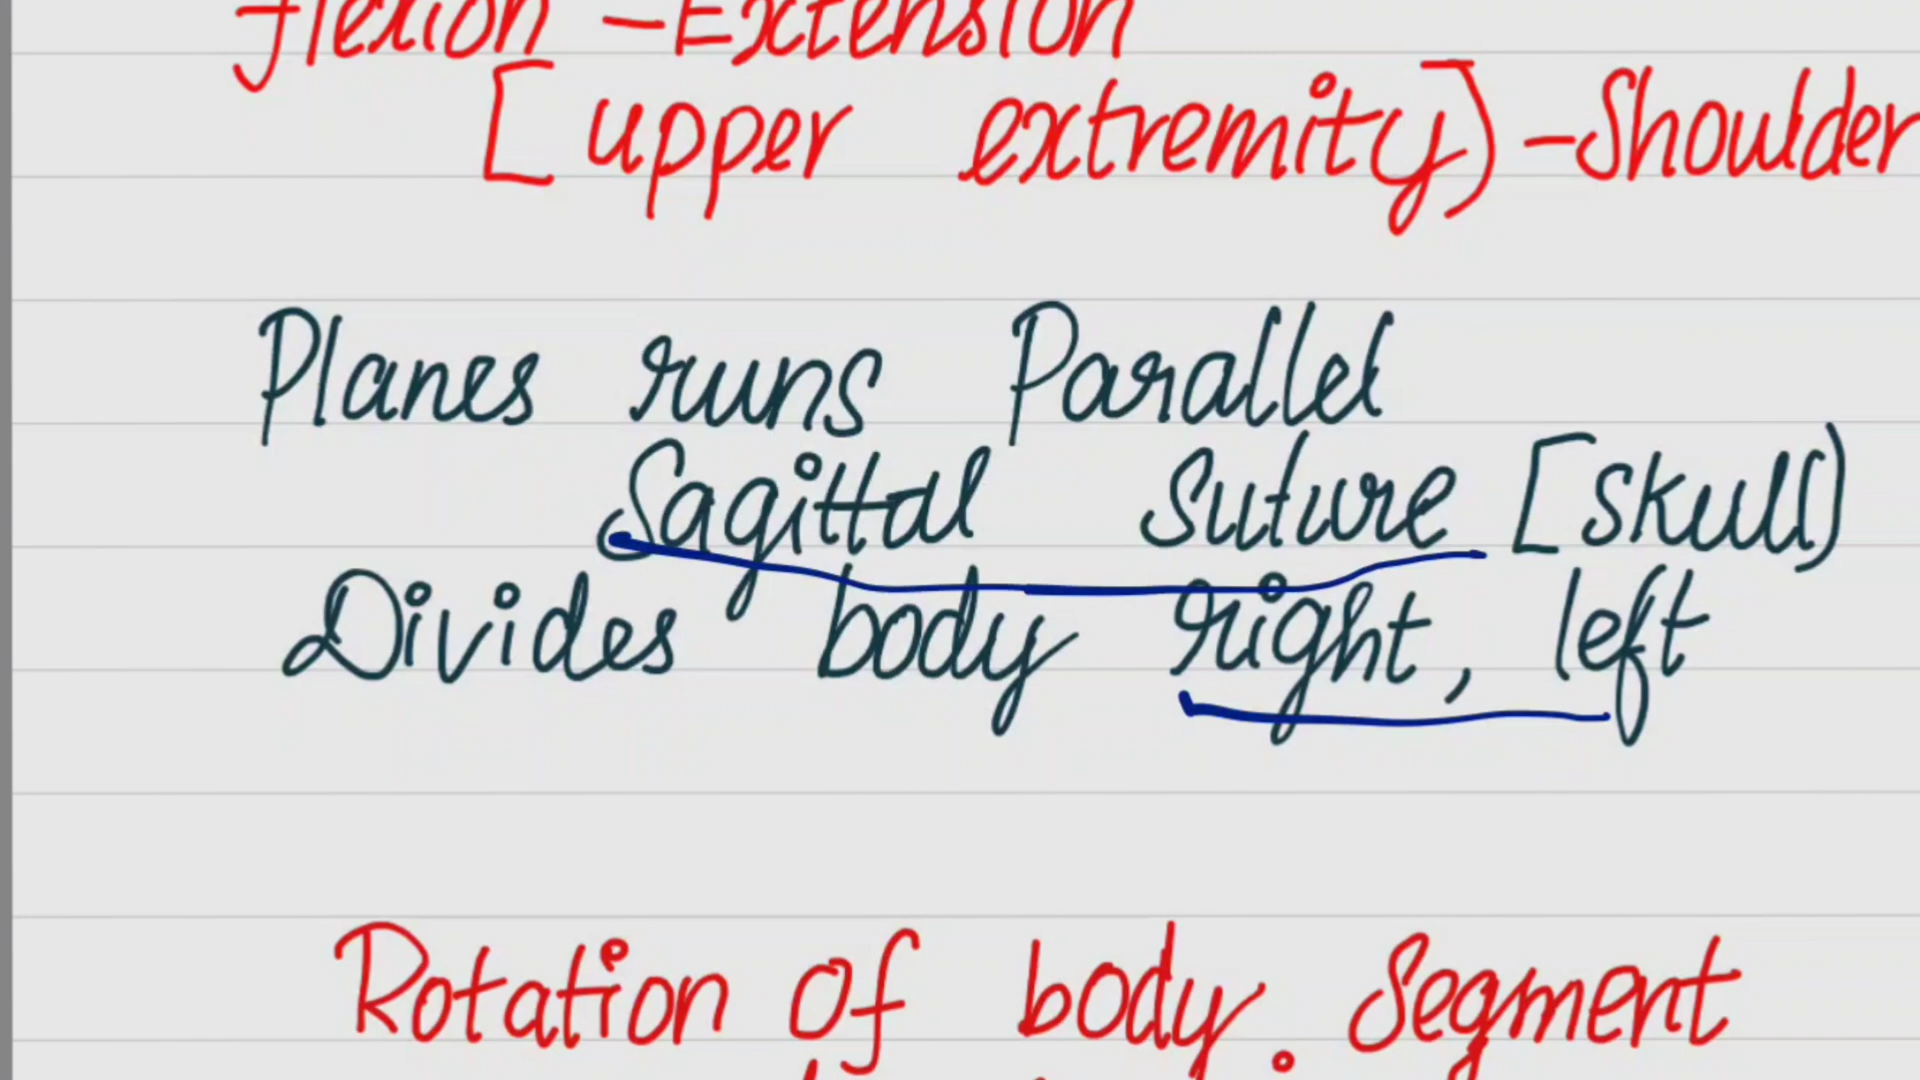 flexion - Extension
[upper extremity) - Shoulder
Planes runs Parallel
Sagittal Suture [skull)
Divides body right, left
Rotation of body. Segment